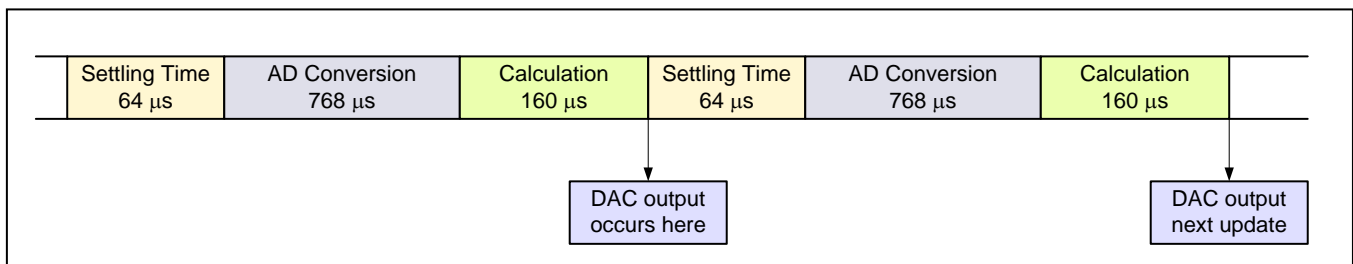 Settling Time
64 μs
AD Conversion
768 μs
Calculation
160 μs
Settling Time
64 μs
AD Conversion
768 μs
Calculation
160 μs
DAC output
occurs here
DAC output
next update